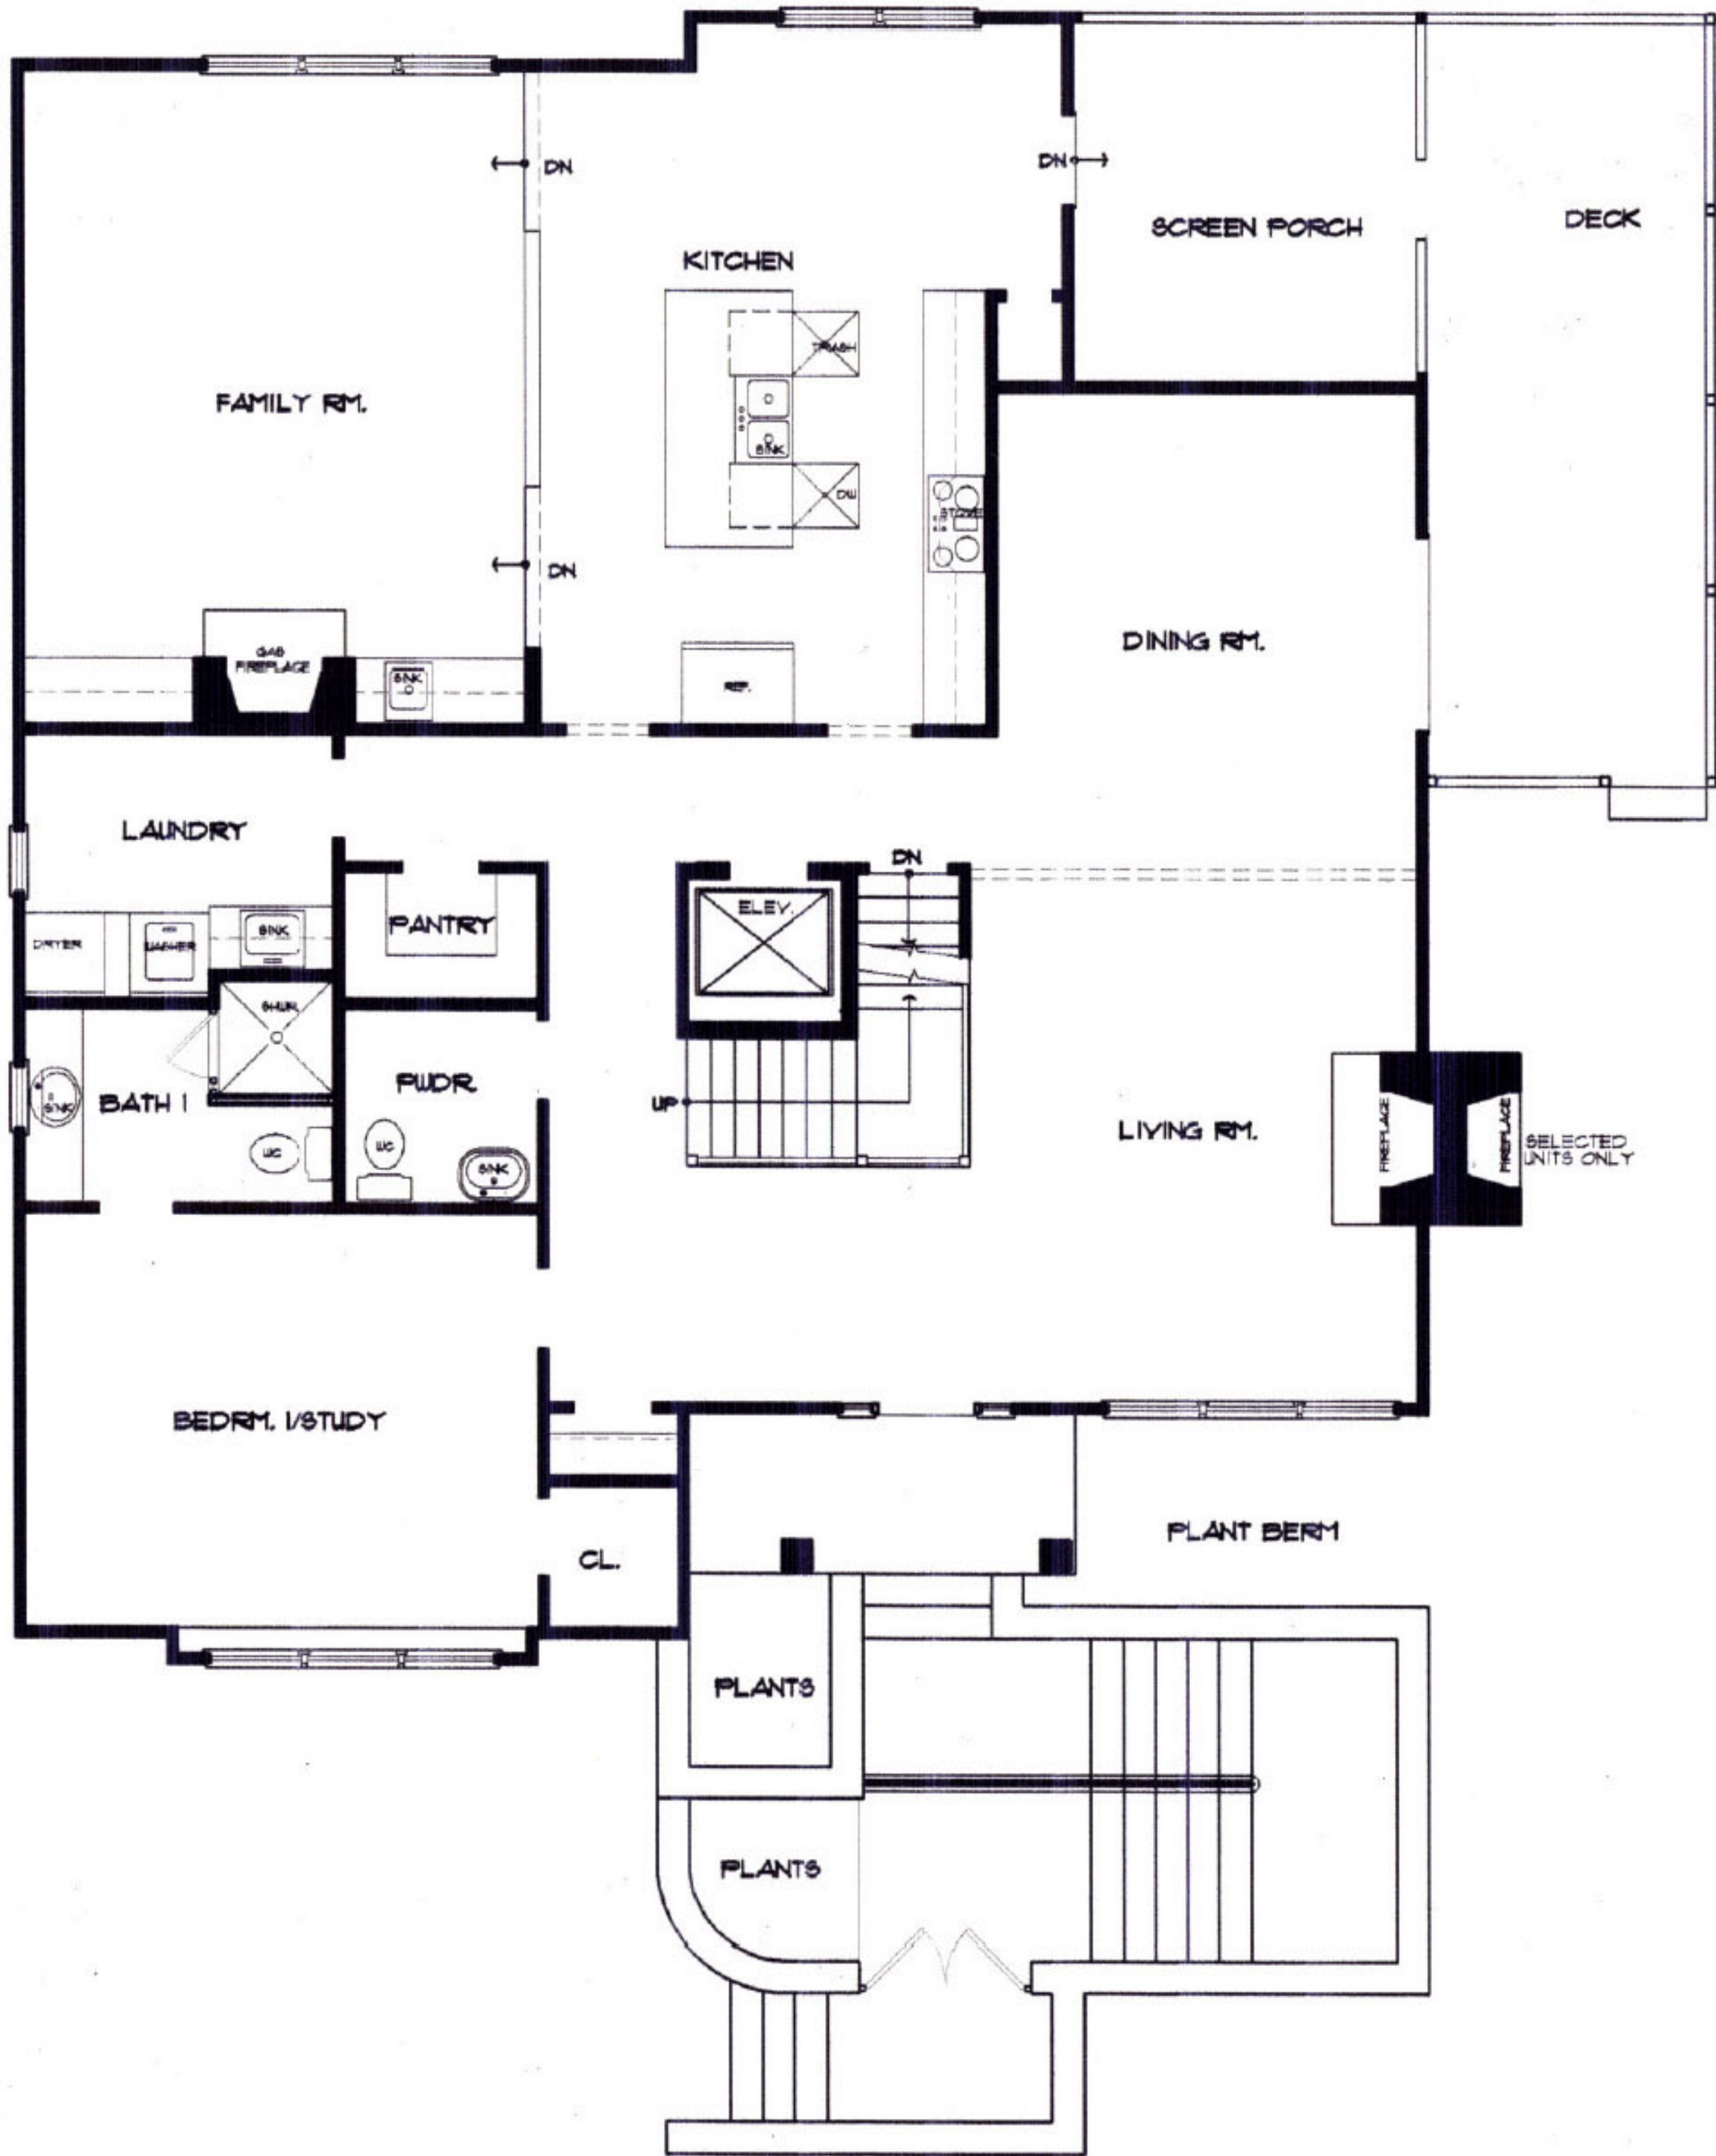 DN
DN
SCREEN PORCH
DECK
KITCHEN
TRASH
FAMILY RM.
SINK
DW
STOVE
DN
DINING RM.
GAS
FIREPLACE
SINK
REF.
LAUNDRY
DN
ELEV.
PANTRY
SINK
DRYER
WASHER
SHWR
PWDR
BATH 1
SINK
UP
LIVING RM.
FIREPLACE
FIREPLACE
SELECTED
UNITS ONLY
WC
WC
SINK
BEDRM. 1/STUDY
PLANT BERM
CL.
PLANTS
PLANTS